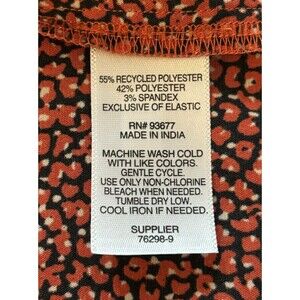 55% RECYCLED POLYESTER
42% POLYESTER
3% SPANDEX
EXCLUSIVE OF ELASTIC
RN# 93677
MADE IN INDIA
MACHINE WASH COLD
WITH LIKE COLORS.
GENTLE CYCLE.
USE ONLY NON-CHLORINE
BLEACH WHEN NEEDED.
TUMBLE DRY LOW.
COOL IRON IF NEEDED.
SUPPLIER
76298-9